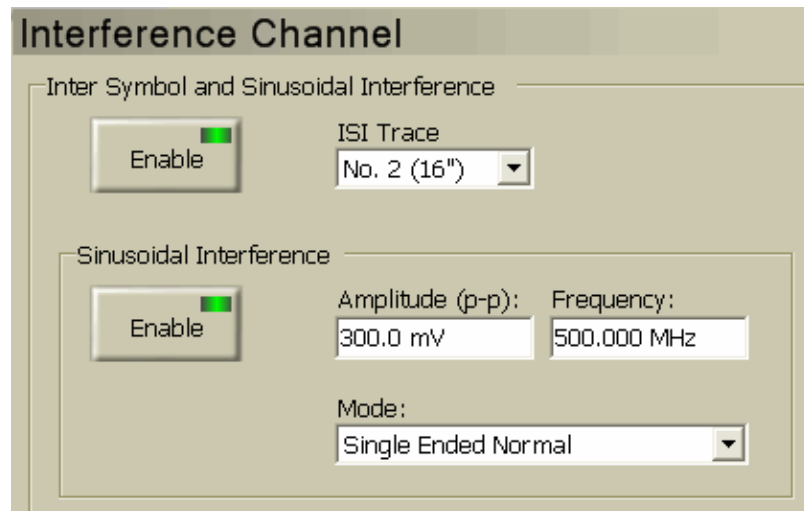 Interference Channel
Inter Symbol and Sinusoidal Interference
Enable
ISI Trace
No. 2 (16")
Sinusoidal Interference
Enable
Amplitude (p-p):
300.0 mV
Frequency:
500.000 MHz
Mode:
Single Ended Normal